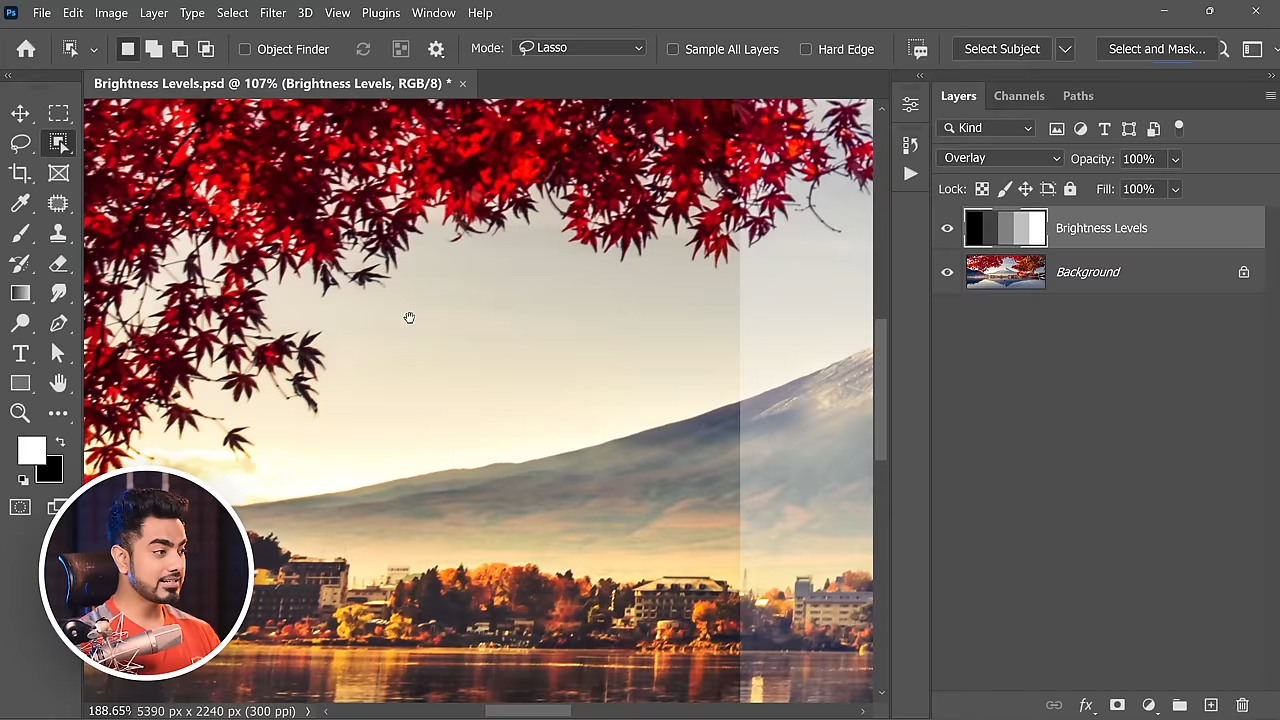 Ps File Edit Image Layer Type Select Filter 3D View Plugins Window Help
Object Finder Mode: Lasso Sample All Layers Hard Edge Select Subject Select and Mask...
Brightness Levels.psd @ 107% (Brightness Levels, RGB/8) * ×
Layers Channels Paths
Kind
Overlay Opacity: 100%
Lock: Fill: 100%
Brightness Levels
Background
188.65% 5390 px x 2240 px (300 ppi)